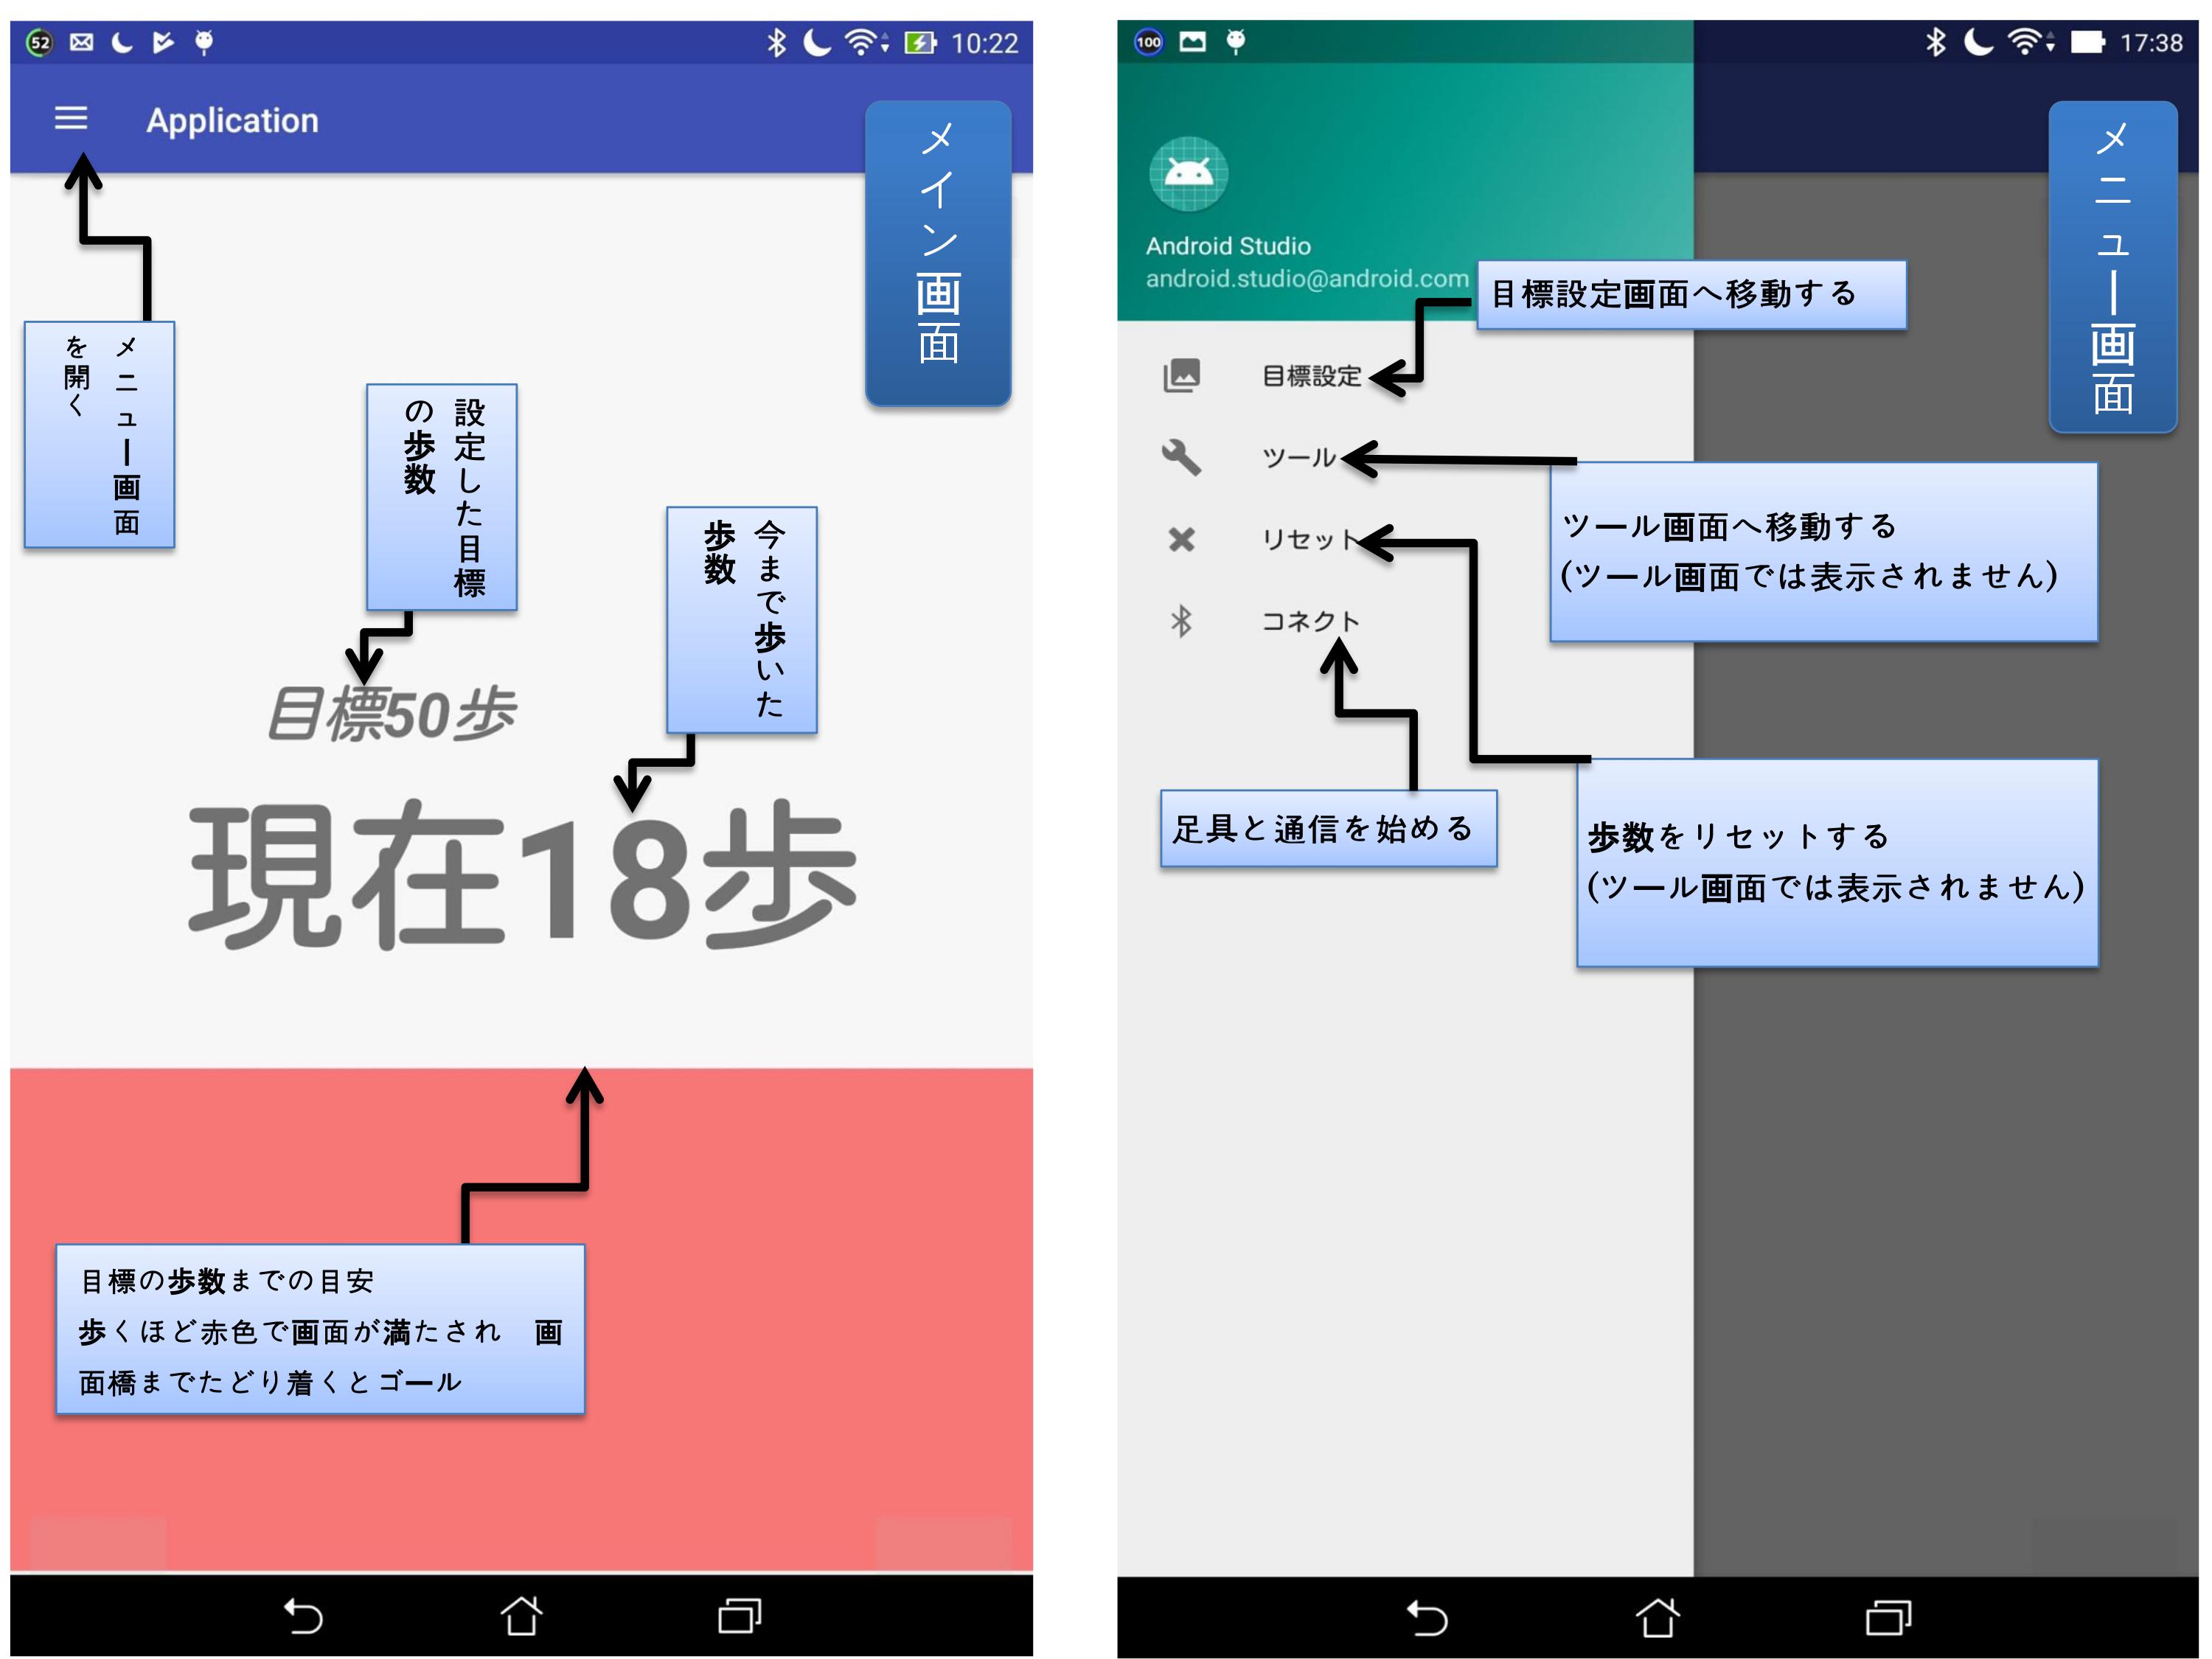 52
10:22
Application
メイン画面
メニュー画面
を開く
設定した目標
の歩数
今まで歩いた
歩数
目標50歩
現在18歩
目標の歩数までの目安
歩くほど赤色で画面が満たされ　画
面橋までたどり着くとゴール
100
17:38
メニュー画面
Android Studio
android.studio@android.com
目標設定画面へ移動する
目標設定
ツール
ツール画面へ移動する
(ツール画面では表示されません)
リセット
コネクト
足具と通信を始める
歩数をリセットする
(ツール画面では表示されません)